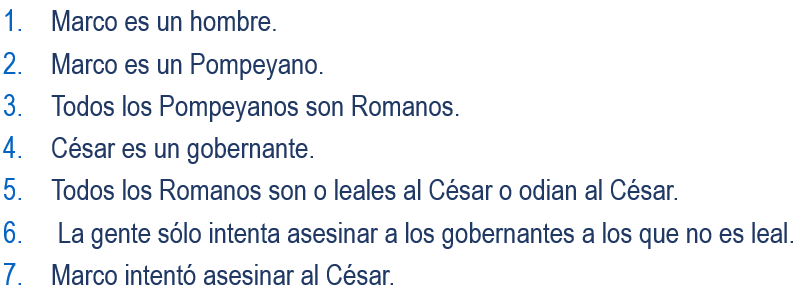 1. Marco es un hombre.
2. Marco es un Pompeyano.
3. Todos los Pompeyanos son Romanos.
4. César es un gobernante.
5. Todos los Romanos son o leales al César o odian al César.
6. La gente sólo intenta asesinar a los gobernantes a los que no es leal.
7. Marco intentó asesinar al César.